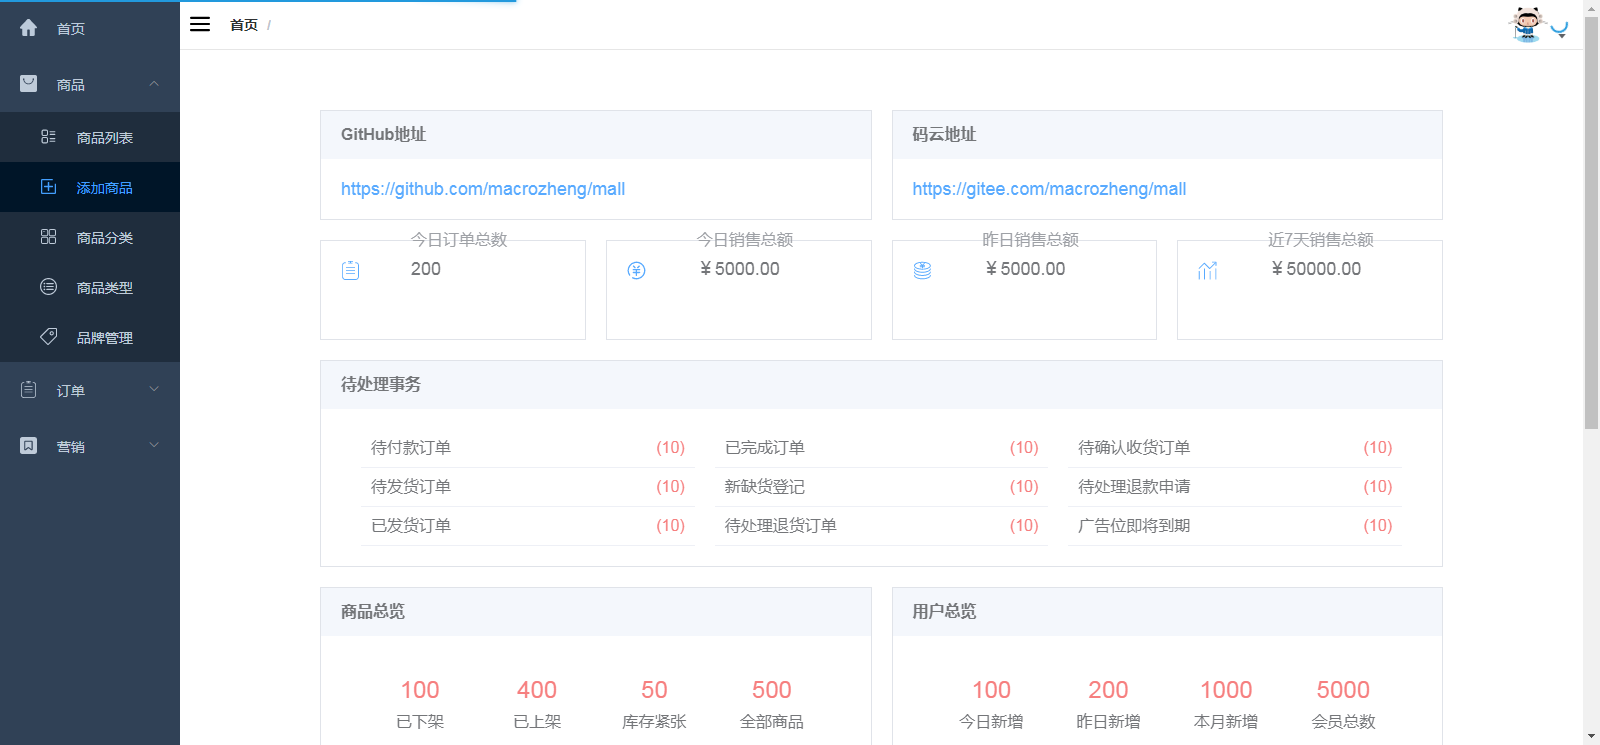 首页
商品
商品列表
添加商品
商品分类
商品类型
品牌管理
订单
营销
首页 /
GitHub地址
https://github.com/macrozheng/mall
码云地址
https://gitee.com/macrozheng/mall
今日订单总数
200
今日销售总额
¥ 5000.00
昨日销售总额
¥ 5000.00
近7天销售总额
¥ 50000.00
待处理事务
待付款订单 (10) 已完成订单 (10) 待确认收货订单 (10)
待发货订单 (10) 新缺货登记 (10) 待处理退款申请 (10)
已发货订单 (10) 待处理退货订单 (10) 广告位即将到期 (10)
商品总览
100 400 50 500
已下架 已上架 库存紧张 全部商品
用户总览
100 200 1000 5000
今日新增 昨日新增 本月新增 会员总数